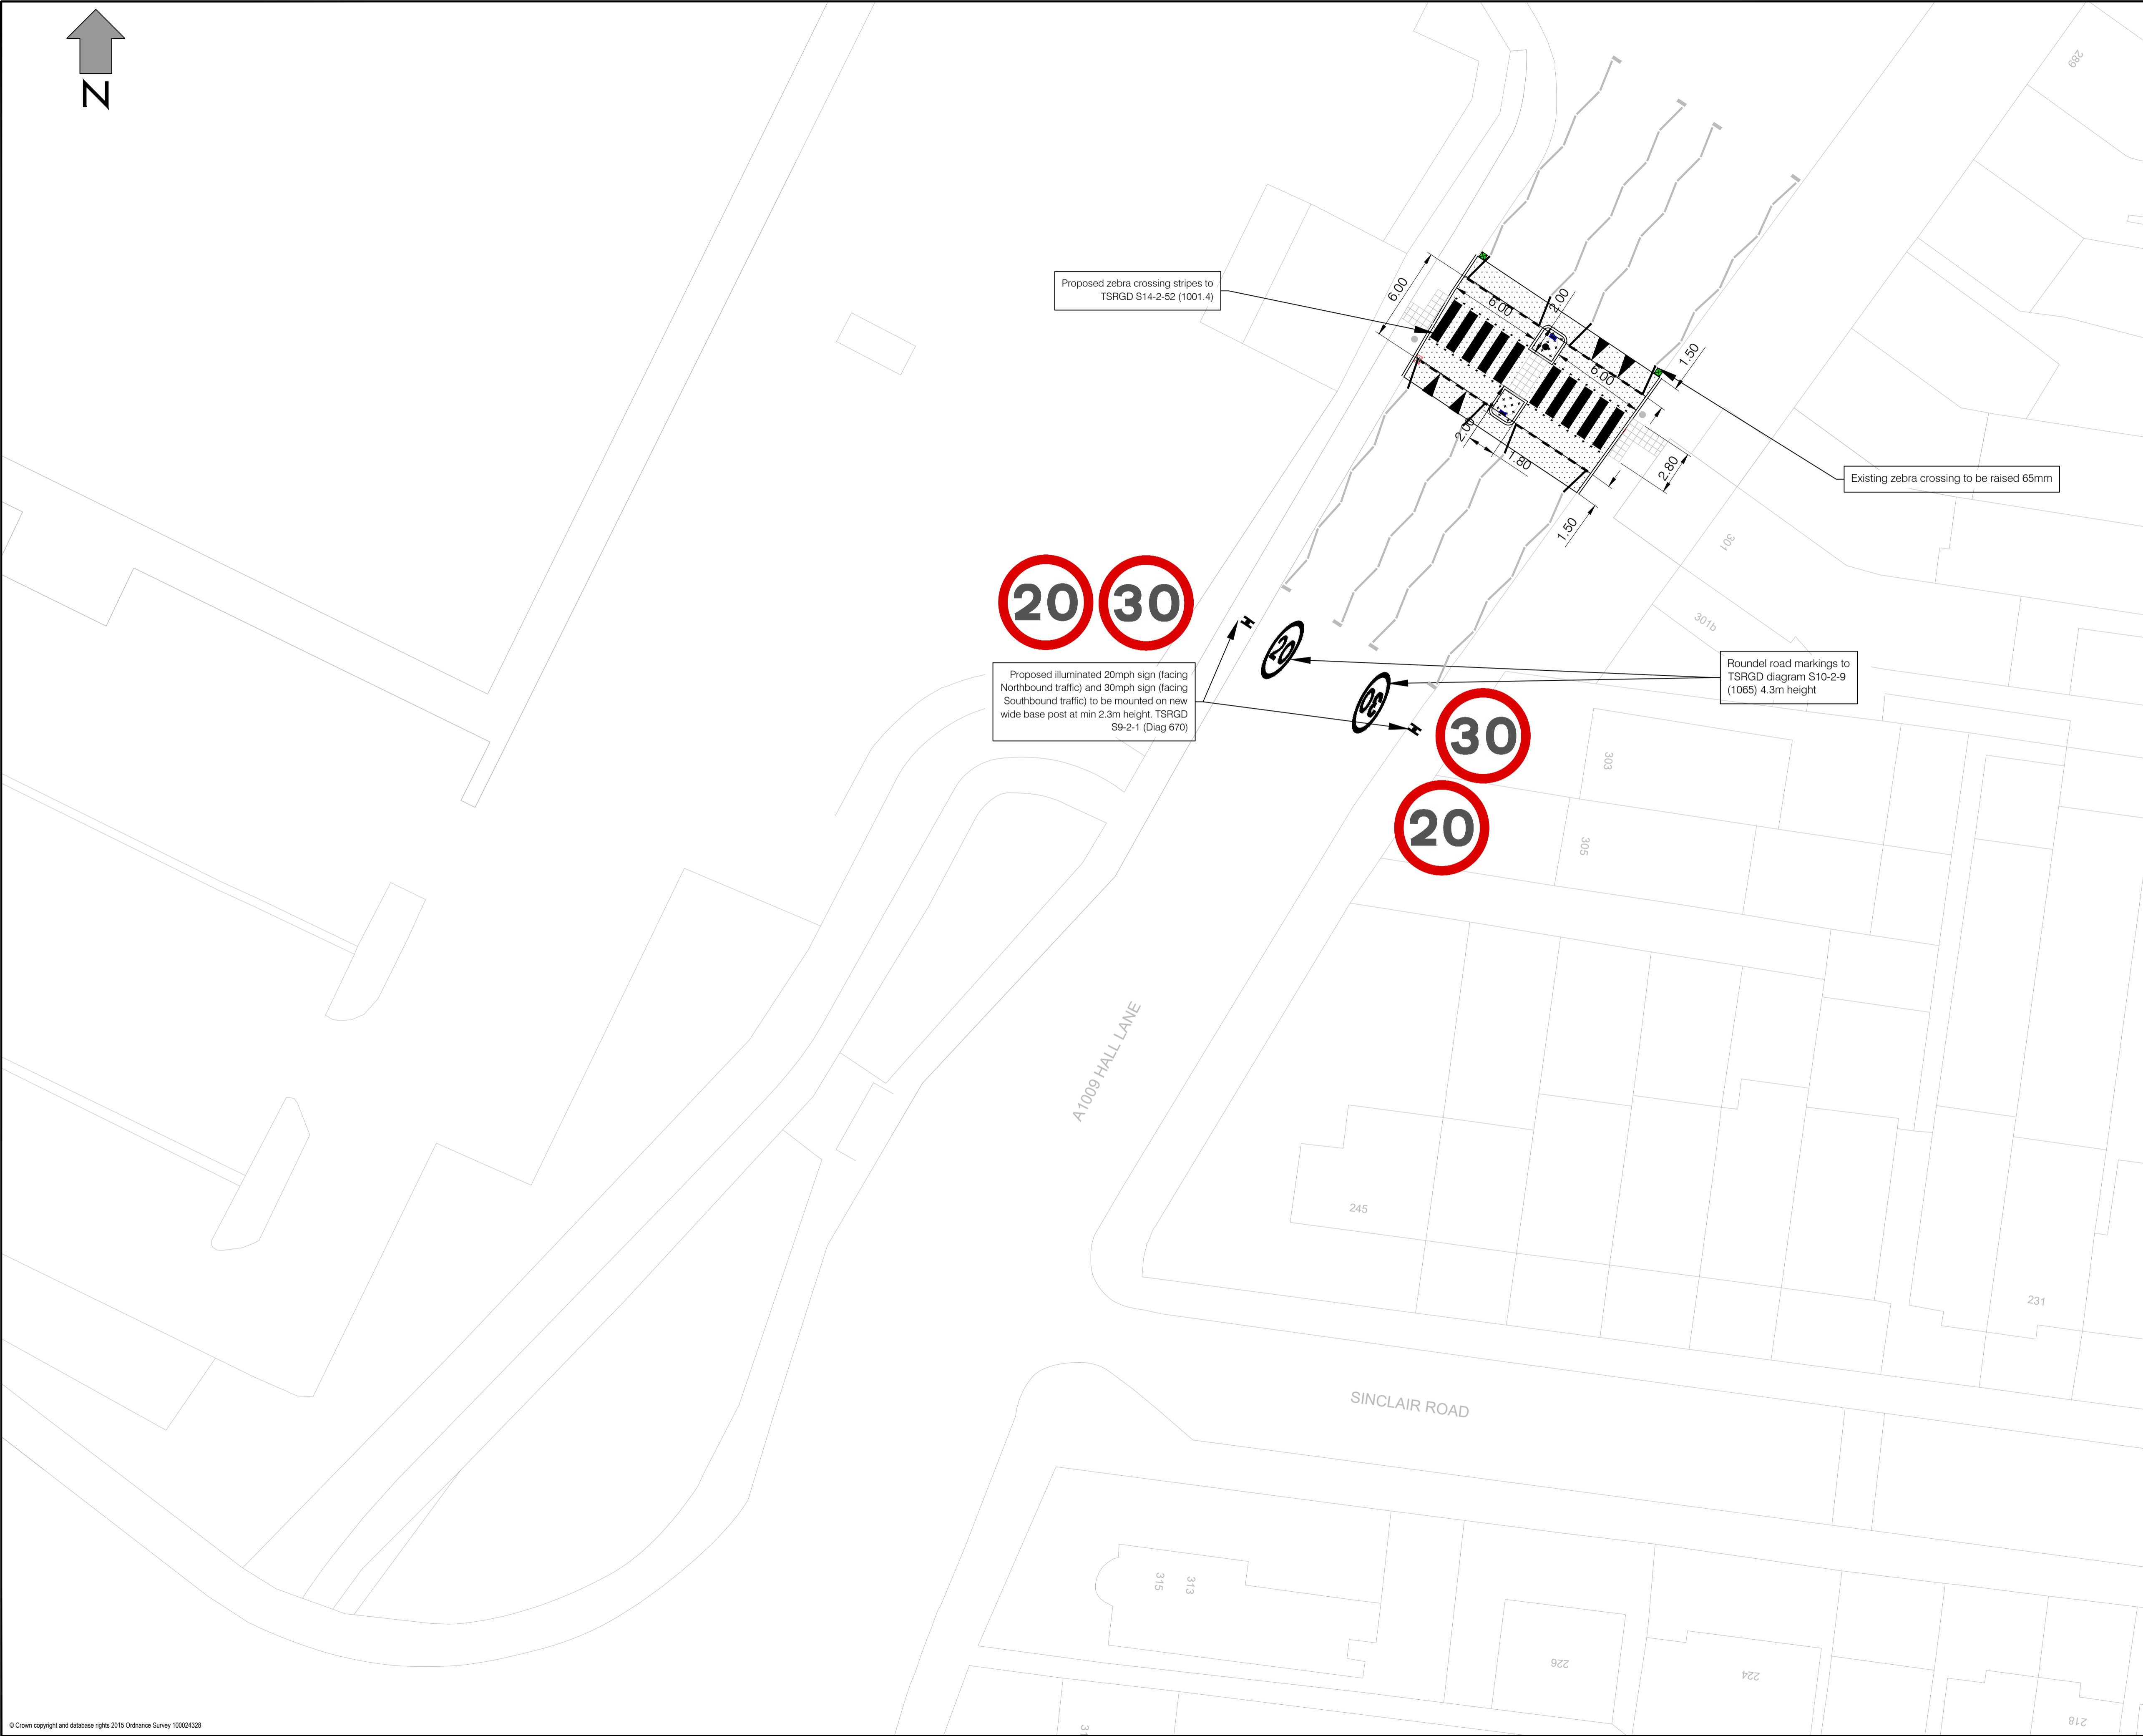 N
289
Proposed zebra crossing stripes to
TSRGD S14-2-52 (1001.4)
6.00
6.00
2.00
6.00
1.50
2.00
1.80
2.80
1.50
Existing zebra crossing to be raised 65mm
301
301b
20
30
Proposed illuminated 20mph sign (facing
Northbound traffic) and 30mph sign (facing
Southbound traffic) to be mounted on new
wide base post at min 2.3m height. TSRGD
S9-2-1 (Diag 670)
20
30
Roundel road markings to
TSRGD diagram S10-2-9
(1065) 4.3m height
30
20
303
305
A1009 HALL LANE
245
231
SINCLAIR ROAD
315
313
226
224
218
© Crown copyright and database rights 2015 Ordnance Survey 100024328